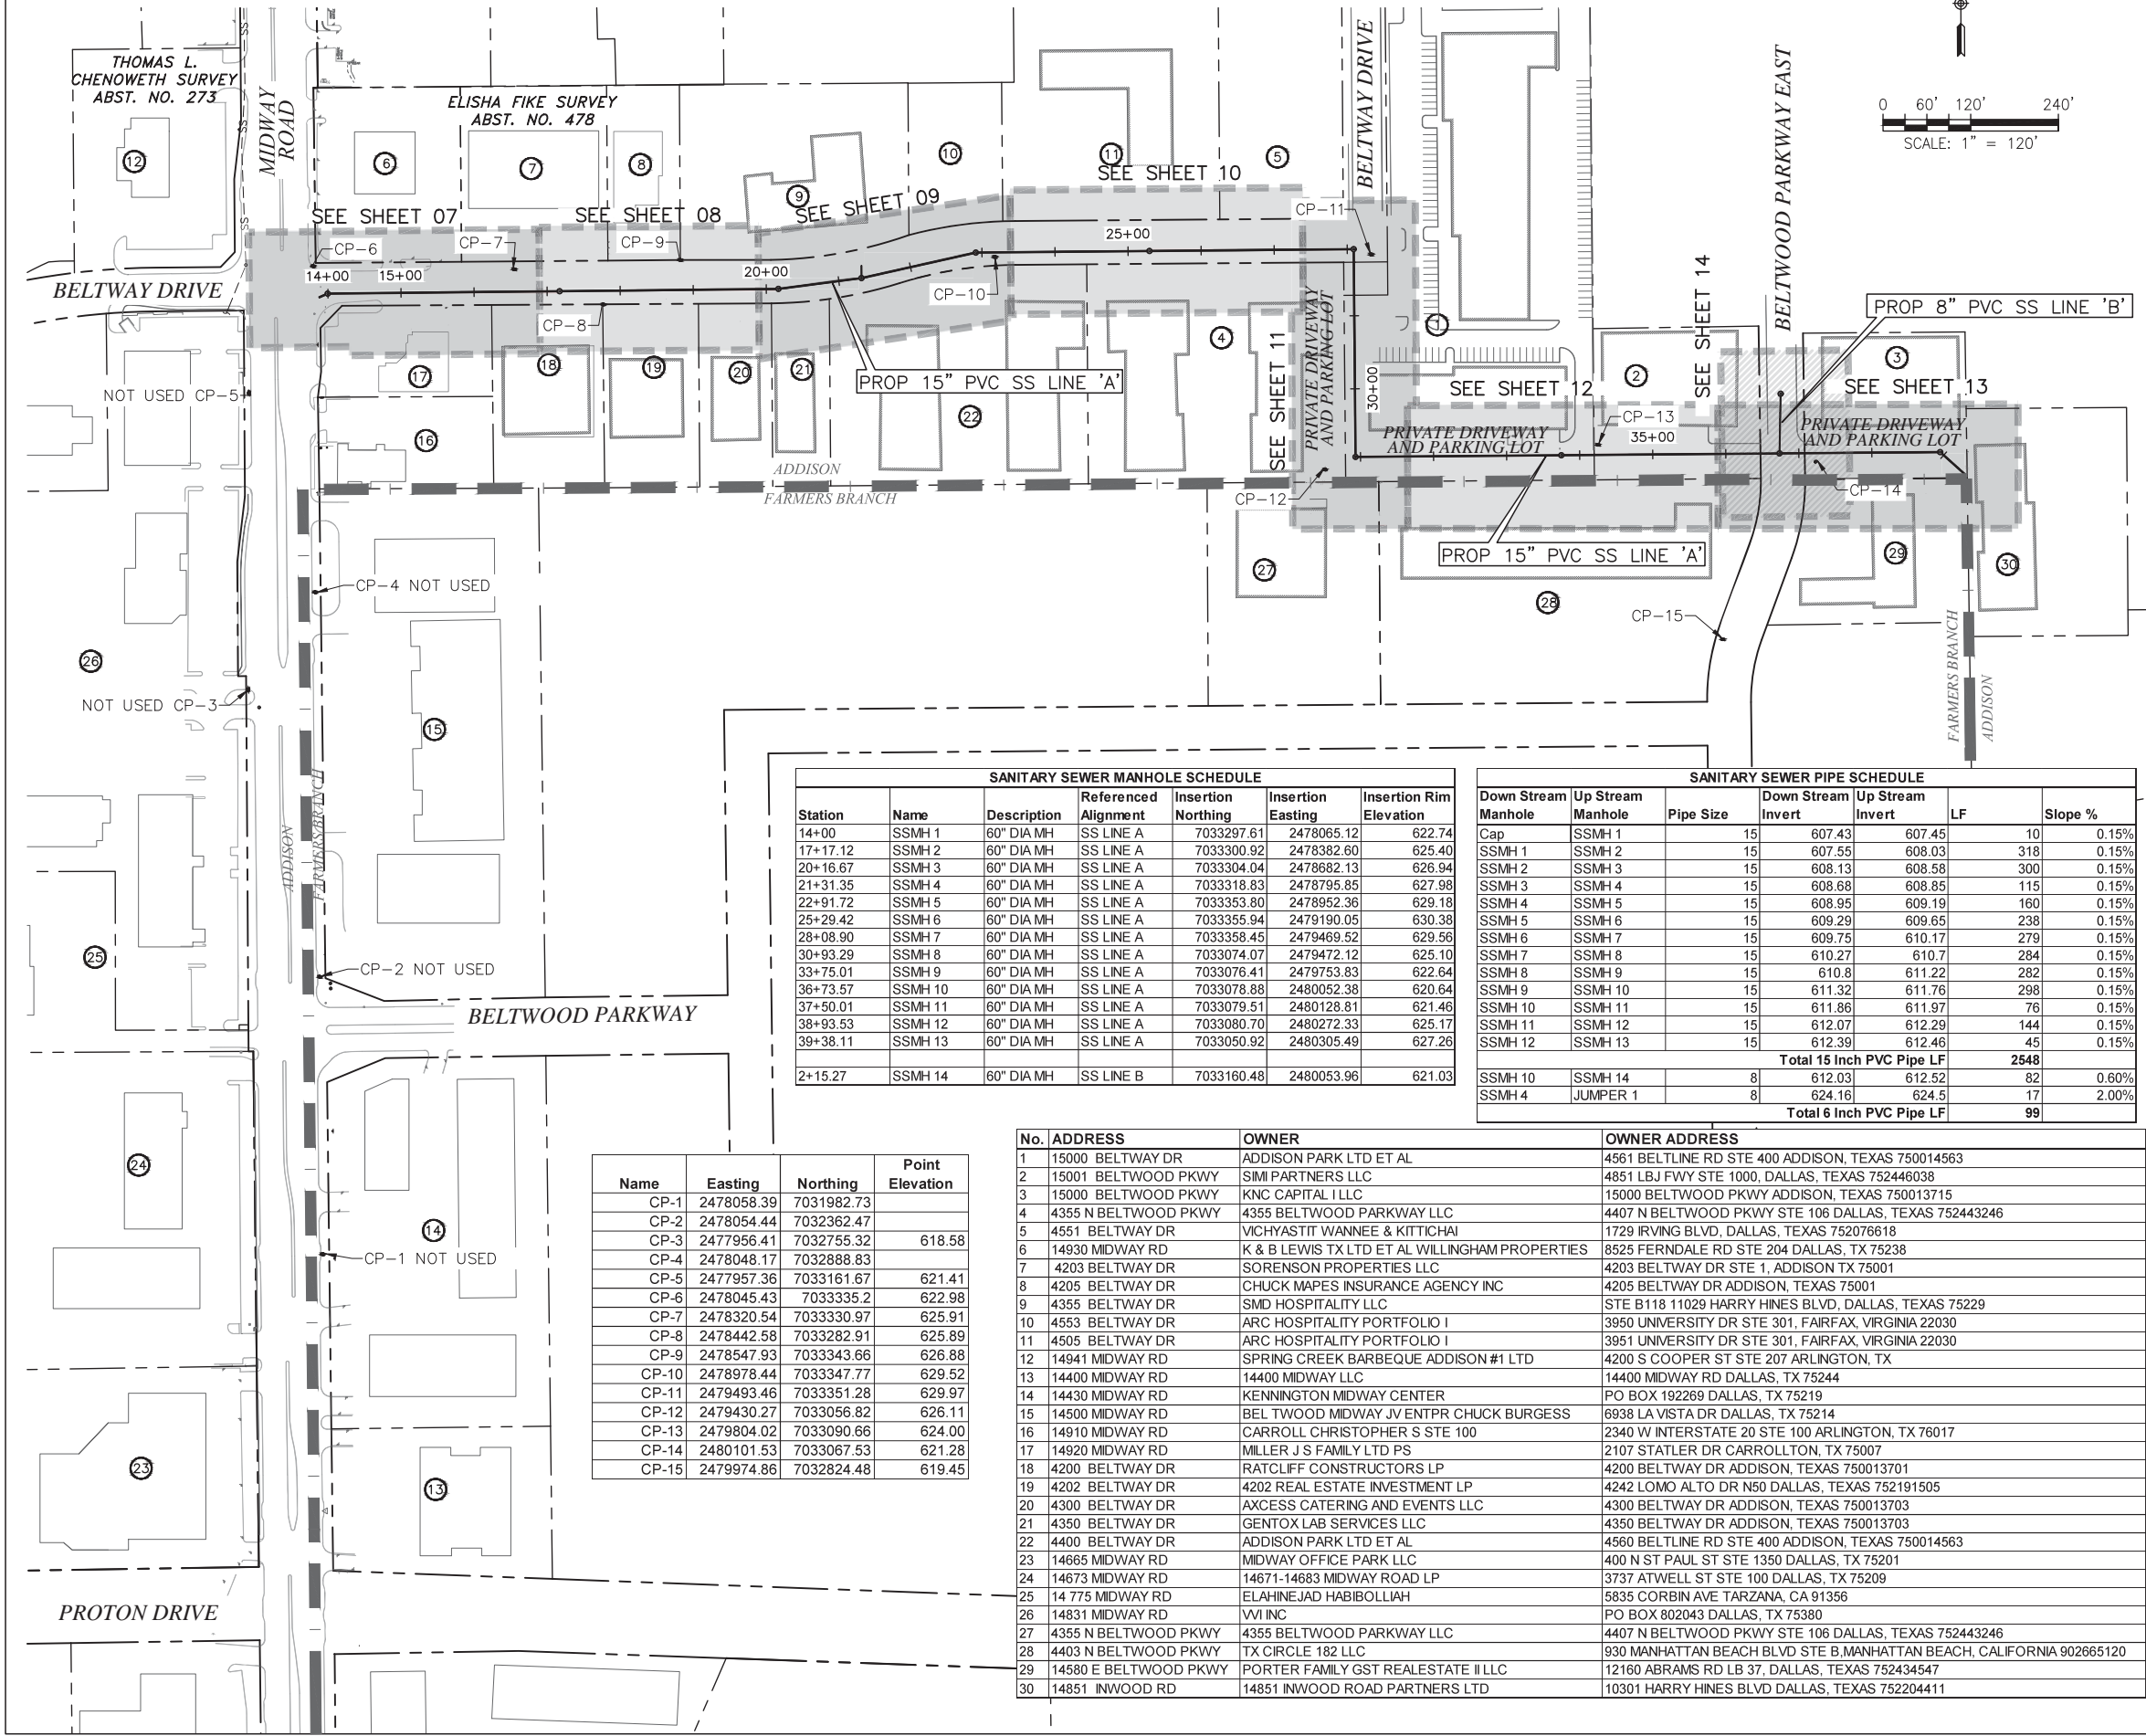 THOMAS L.
CHENOWETH SURVEY
ABST. NO. 273
MIDWAY
ROAD
ELISHA FIKE SURVEY
ABST. NO. 478
BELTWAY DRIVE
BELTWOOD PARKWAY EAST
0 60' 120' 240'
SCALE: 1" = 120'
12
6
7
8
9
10
11
5
SEE SHEET 07
SEE SHEET 08
SEE SHEET 09
SEE SHEET 10
CP-6
CP-7
CP-9
CP-11
14+00
15+00
20+00
25+00
CP-10
CP-8
BELTWAY DRIVE
NOT USED CP-5
17
18
19
20
21
4
1
2
3
PROP 15" PVC SS LINE 'A'
PROP 8" PVC SS LINE 'B'
SEE SHEET 11
PRIVATE DRIVEWAY
AND PARKING LOT
30+00
SEE SHEET 12
SEE SHEET 14
SEE SHEET 13
CP-13
35+00
PRIVATE DRIVEWAY
AND PARKING LOT
PRIVATE DRIVEWAY
AND PARKING LOT
16
22
ADDISON
FARMERS BRANCH
CP-12
CP-14
PROP 15" PVC SS LINE 'A'
27
28
29
30
CP-4 NOT USED
CP-15
26
NOT USED CP-3
15
FARMERS BRANCH
ADDISON
ADDISON
FARMERS BRANCH
25
CP-2 NOT USED
BELTWOOD PARKWAY
24
14
CP-1 NOT USED
23
13
PROTON DRIVE
SANITARY SEWER MANHOLE SCHEDULE
Station Name Description Referenced Alignment Insertion Northing Insertion Easting Insertion Rim Elevation
14+00 SSMH 1 60" DIA MH SS LINE A 7033297.61 2478065.12 622.74
17+17.12 SSMH 2 60" DIA MH SS LINE A 7033300.92 2478382.60 625.40
20+16.67 SSMH 3 60" DIA MH SS LINE A 7033304.04 2478682.13 626.94
21+31.35 SSMH 4 60" DIA MH SS LINE A 7033318.83 2478795.85 627.98
22+91.72 SSMH 5 60" DIA MH SS LINE A 7033353.80 2478952.36 629.18
25+29.42 SSMH 6 60" DIA MH SS LINE A 7033355.94 2479190.05 630.38
28+08.90 SSMH 7 60" DIA MH SS LINE A 7033358.45 2479469.52 629.56
30+93.29 SSMH 8 60" DIA MH SS LINE A 7033074.07 2479472.12 625.10
33+75.01 SSMH 9 60" DIA MH SS LINE A 7033076.41 2479753.83 622.64
36+73.57 SSMH 10 60" DIA MH SS LINE A 7033078.88 2480052.38 620.64
37+50.01 SSMH 11 60" DIA MH SS LINE A 7033079.51 2480128.81 621.46
38+93.53 SSMH 12 60" DIA MH SS LINE A 7033080.70 2480272.33 625.17
39+38.11 SSMH 13 60" DIA MH SS LINE A 7033050.92 2480305.49 627.26
2+15.27 SSMH 14 60" DIA MH SS LINE B 7033160.48 2480053.96 621.03
SANITARY SEWER PIPE SCHEDULE
Down Stream Manhole Up Stream Manhole Pipe Size Down Stream Invert Up Stream Invert LF Slope %
Cap SSMH 1 15 607.43 607.45 10 0.15%
SSMH 1 SSMH 2 15 607.55 608.03 318 0.15%
SSMH 2 SSMH 3 15 608.13 608.58 300 0.15%
SSMH 3 SSMH 4 15 608.68 608.85 115 0.15%
SSMH 4 SSMH 5 15 608.95 609.19 160 0.15%
SSMH 5 SSMH 6 15 609.29 609.65 238 0.15%
SSMH 6 SSMH 7 15 609.75 610.17 279 0.15%
SSMH 7 SSMH 8 15 610.27 610.7 284 0.15%
SSMH 8 SSMH 9 15 610.8 611.22 282 0.15%
SSMH 9 SSMH 10 15 611.32 611.76 298 0.15%
SSMH 10 SSMH 11 15 611.86 611.97 76 0.15%
SSMH 11 SSMH 12 15 612.07 612.29 144 0.15%
SSMH 12 SSMH 13 15 612.39 612.46 45 0.15%
Total 15 Inch PVC Pipe LF 2548
SSMH 10 SSMH 14 8 612.03 612.52 82 0.60%
SSMH 4 JUMPER 1 8 624.16 624.5 17 2.00%
Total 6 Inch PVC Pipe LF 99
Name Easting Northing Point Elevation
CP-1 2478058.39 7031982.73
CP-2 2478054.44 7032362.47
CP-3 2477956.41 7032755.32 618.58
CP-4 2478048.17 7032888.83
CP-5 2477957.36 7033161.67 621.41
CP-6 2478045.43 7033335.2 622.98
CP-7 2478320.54 7033330.97 625.91
CP-8 2478442.58 7033282.91 625.89
CP-9 2478547.93 7033343.66 626.88
CP-10 2478978.44 7033347.77 629.52
CP-11 2479493.46 7033351.28 629.97
CP-12 2479430.27 7033056.82 626.11
CP-13 2479804.02 7033090.66 624.00
CP-14 2480101.53 7033067.53 621.28
CP-15 2479974.86 7032824.48 619.45
No. ADDRESS OWNER OWNER ADDRESS
1 15000 BELTWAY DR ADDISON PARK LTD ET AL 4561 BELTLINE RD STE 400 ADDISON, TEXAS 750014563
2 15001 BELTWOOD PKWY SIMI PARTNERS LLC 4851 LBJ FWY STE 1000, DALLAS, TEXAS 752446038
3 15000 BELTWOOD PKWY KNC CAPITAL I LLC 15000 BELTWOOD PKWY ADDISON, TEXAS 750013715
4 4355 N BELTWOOD PKWY 4355 BELTWOOD PARKWAY LLC 4407 N BELTWOOD PKWY STE 106 DALLAS, TEXAS 752443246
5 4551 BELTWAY DR VICHYASTIT WANNEE & KITTICHAI 1729 IRVING BLVD, DALLAS, TEXAS 752076618
6 14930 MIDWAY RD K & B LEWIS TX LTD ET AL WILLINGHAM PROPERTIES 8525 FERNDALE RD STE 204 DALLAS, TX 75238
7 4203 BELTWAY DR SORENSON PROPERTIES LLC 4203 BELTWAY DR STE 1, ADDISON TX 75001
8 4205 BELTWAY DR CHUCK MAPES INSURANCE AGENCY INC 4205 BELTWAY DR ADDISON, TEXAS 75001
9 4355 BELTWAY DR SMD HOSPITALITY LLC STE B118 11029 HARRY HINES BLVD, DALLAS, TEXAS 75229
10 4553 BELTWAY DR ARC HOSPITALITY PORTFOLIO I 3950 UNIVERSITY DR STE 301, FAIRFAX, VIRGINIA 22030
11 4505 BELTWAY DR ARC HOSPITALITY PORTFOLIO I 3951 UNIVERSITY DR STE 301, FAIRFAX, VIRGINIA 22030
12 14941 MIDWAY RD SPRING CREEK BARBEQUE ADDISON #1 LTD 4200 S COOPER ST STE 207 ARLINGTON, TX
13 14400 MIDWAY RD 14400 MIDWAY LLC 14400 MIDWAY RD DALLAS, TX 75244
14 14430 MIDWAY RD KENNINGTON MIDWAY CENTER PO BOX 192269 DALLAS, TX 75219
15 14500 MIDWAY RD BEL TWOOD MIDWAY JV ENTPR CHUCK BURGESS 6938 LA VISTA DR DALLAS, TX 75214
16 14910 MIDWAY RD CARROLL CHRISTOPHER S STE 100 2340 W INTERSTATE 20 STE 100 ARLINGTON, TX 76017
17 14920 MIDWAY RD MILLER J S FAMILY LTD PS 2107 STATLER DR CARROLLTON, TX 75007
18 4200 BELTWAY DR RATCLIFF CONSTRUCTORS LP 4200 BELTWAY DR ADDISON, TEXAS 750013701
19 4202 BELTWAY DR 4202 REAL ESTATE INVESTMENT LP 4242 LOMO ALTO DR N50 DALLAS, TEXAS 752191505
20 4300 BELTWAY DR AXCESS CATERING AND EVENTS LLC 4300 BELTWAY DR ADDISON, TEXAS 750013703
21 4350 BELTWAY DR GENTOX LAB SERVICES LLC 4350 BELTWAY DR ADDISON, TEXAS 750013703
22 4400 BELTWAY DR ADDISON PARK LTD ET AL 4560 BELTLINE RD STE 400 ADDISON, TEXAS 750014563
23 14665 MIDWAY RD MIDWAY OFFICE PARK LLC 400 N ST PAUL ST STE 1350 DALLAS, TX 75201
24 14673 MIDWAY RD 14671-14683 MIDWAY ROAD LP 3737 ATWELL ST STE 100 DALLAS, TX 75209
25 14 775 MIDWAY RD ELAHINEJAD HABIBOLLIAH 5835 CORBIN AVE TARZANA, CA 91356
26 14831 MIDWAY RD VVI INC PO BOX 802043 DALLAS, TX 75380
27 4355 N BELTWOOD PKWY 4355 BELTWOOD PARKWAY LLC 4407 N BELTWOOD PKWY STE 106 DALLAS, TEXAS 752443246
28 4403 N BELTWOOD PKWY TX CIRCLE 182 LLC 930 MANHATTAN BEACH BLVD STE B,MANHATTAN BEACH, CALIFORNIA 902665120
29 14580 E BELTWOOD PKWY PORTER FAMILY GST REALESTATE II LLC 12160 ABRAMS RD LB 37, DALLAS, TEXAS 752434547
30 14851 INWOOD RD 14851 INWOOD ROAD PARTNERS LTD 10301 HARRY HINES BLVD DALLAS, TEXAS 752204411